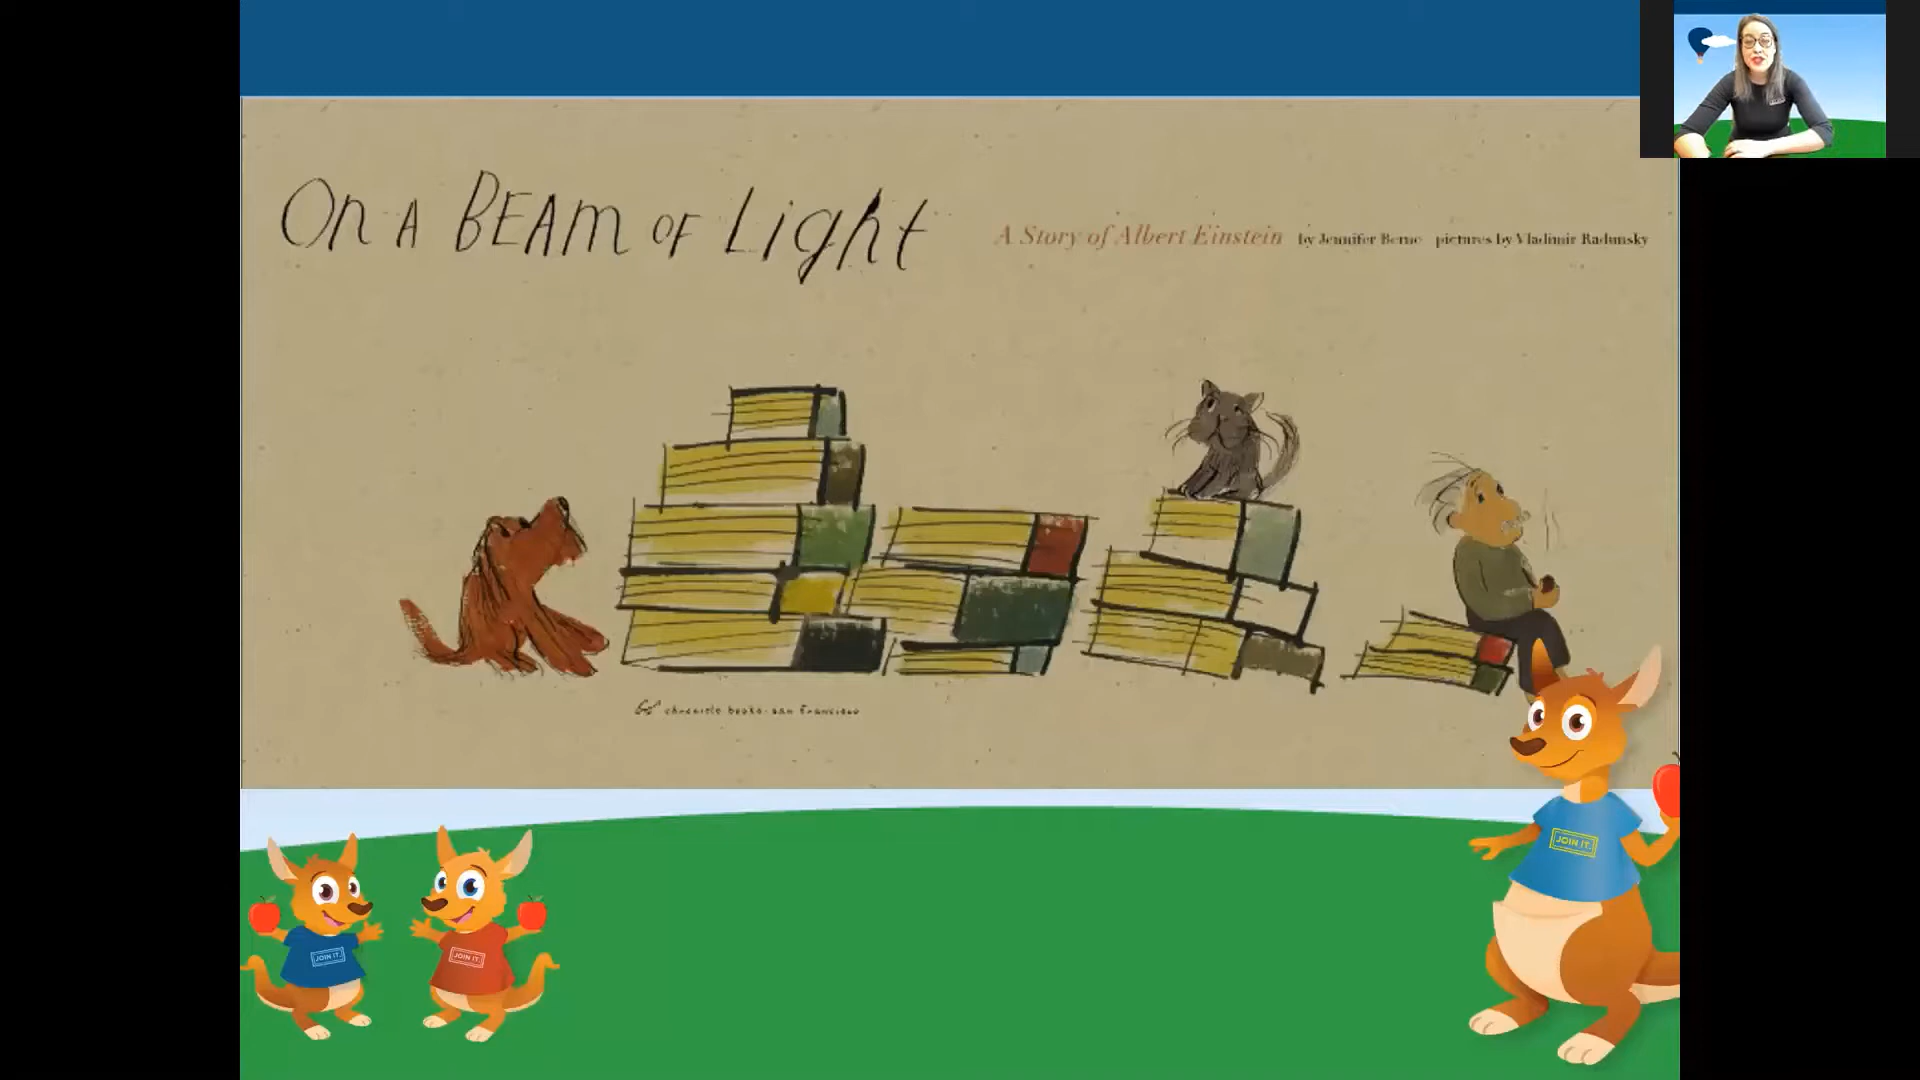 On A BEAM OF Light
A Story of Albert Einstein by Jennifer Berne pictures by Vladimir Radunsky
chronicle books · san francisco
JOIN IT.
JOIN IT.
JOIN IT.